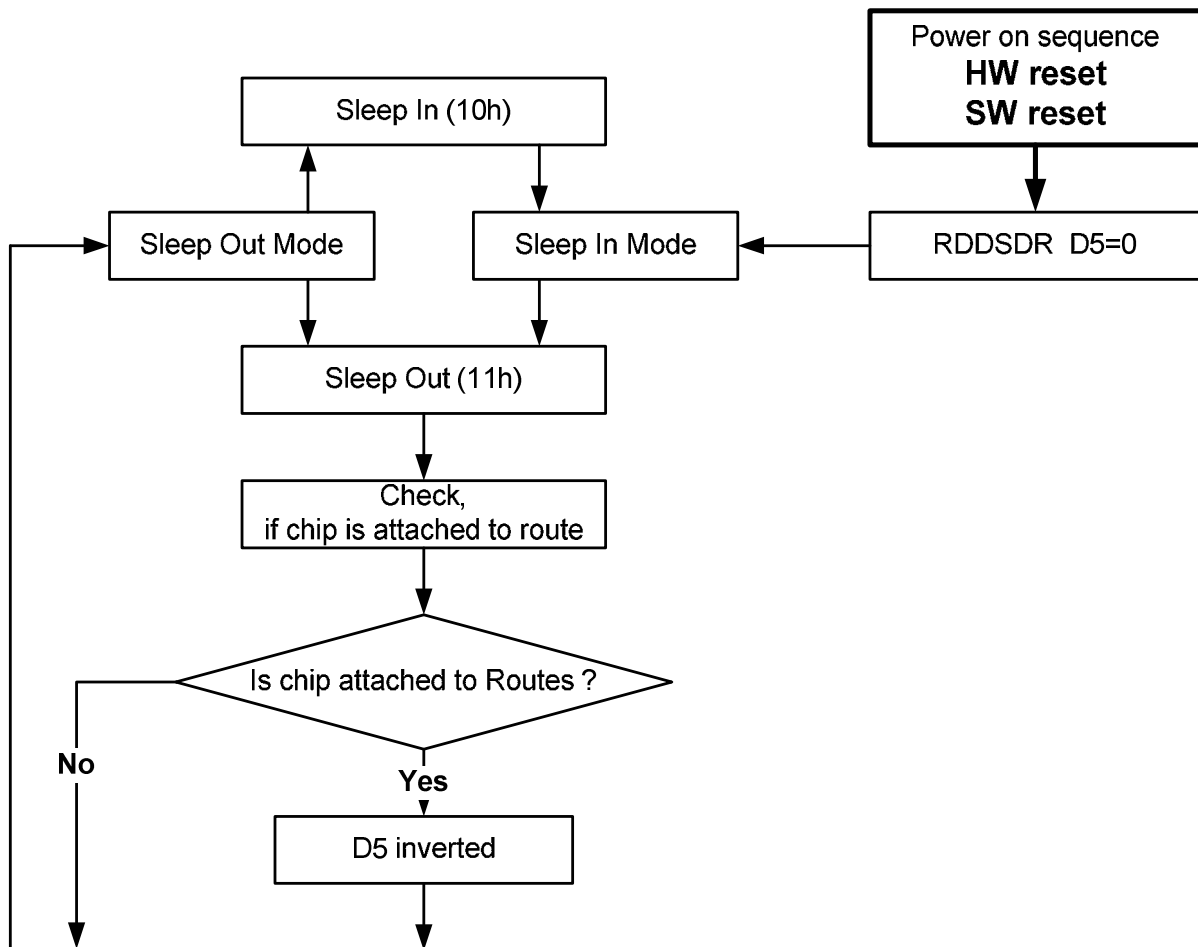 Power on sequence
HW reset
SW reset
Sleep In (10h)
Sleep Out Mode
Sleep In Mode
RDDSDR D5=0
Sleep Out (11h)
Check,
if chip is attached to route
Is chip attached to Routes ?
No
Yes
D5 inverted